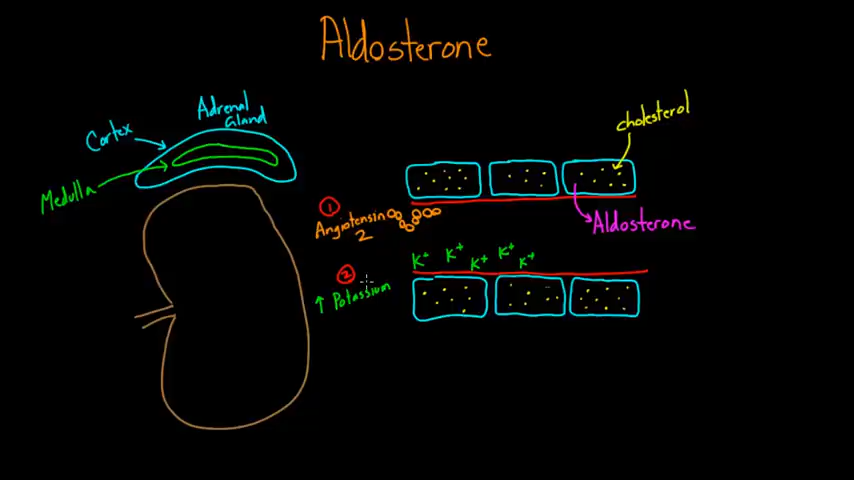 Aldosterone
Adrenal
Gland
Cortex
Medulla
cholesterol
Aldosterone
1
Angiotensin
2
K+ K+ K+ K+ K+
2
↑ Potassium